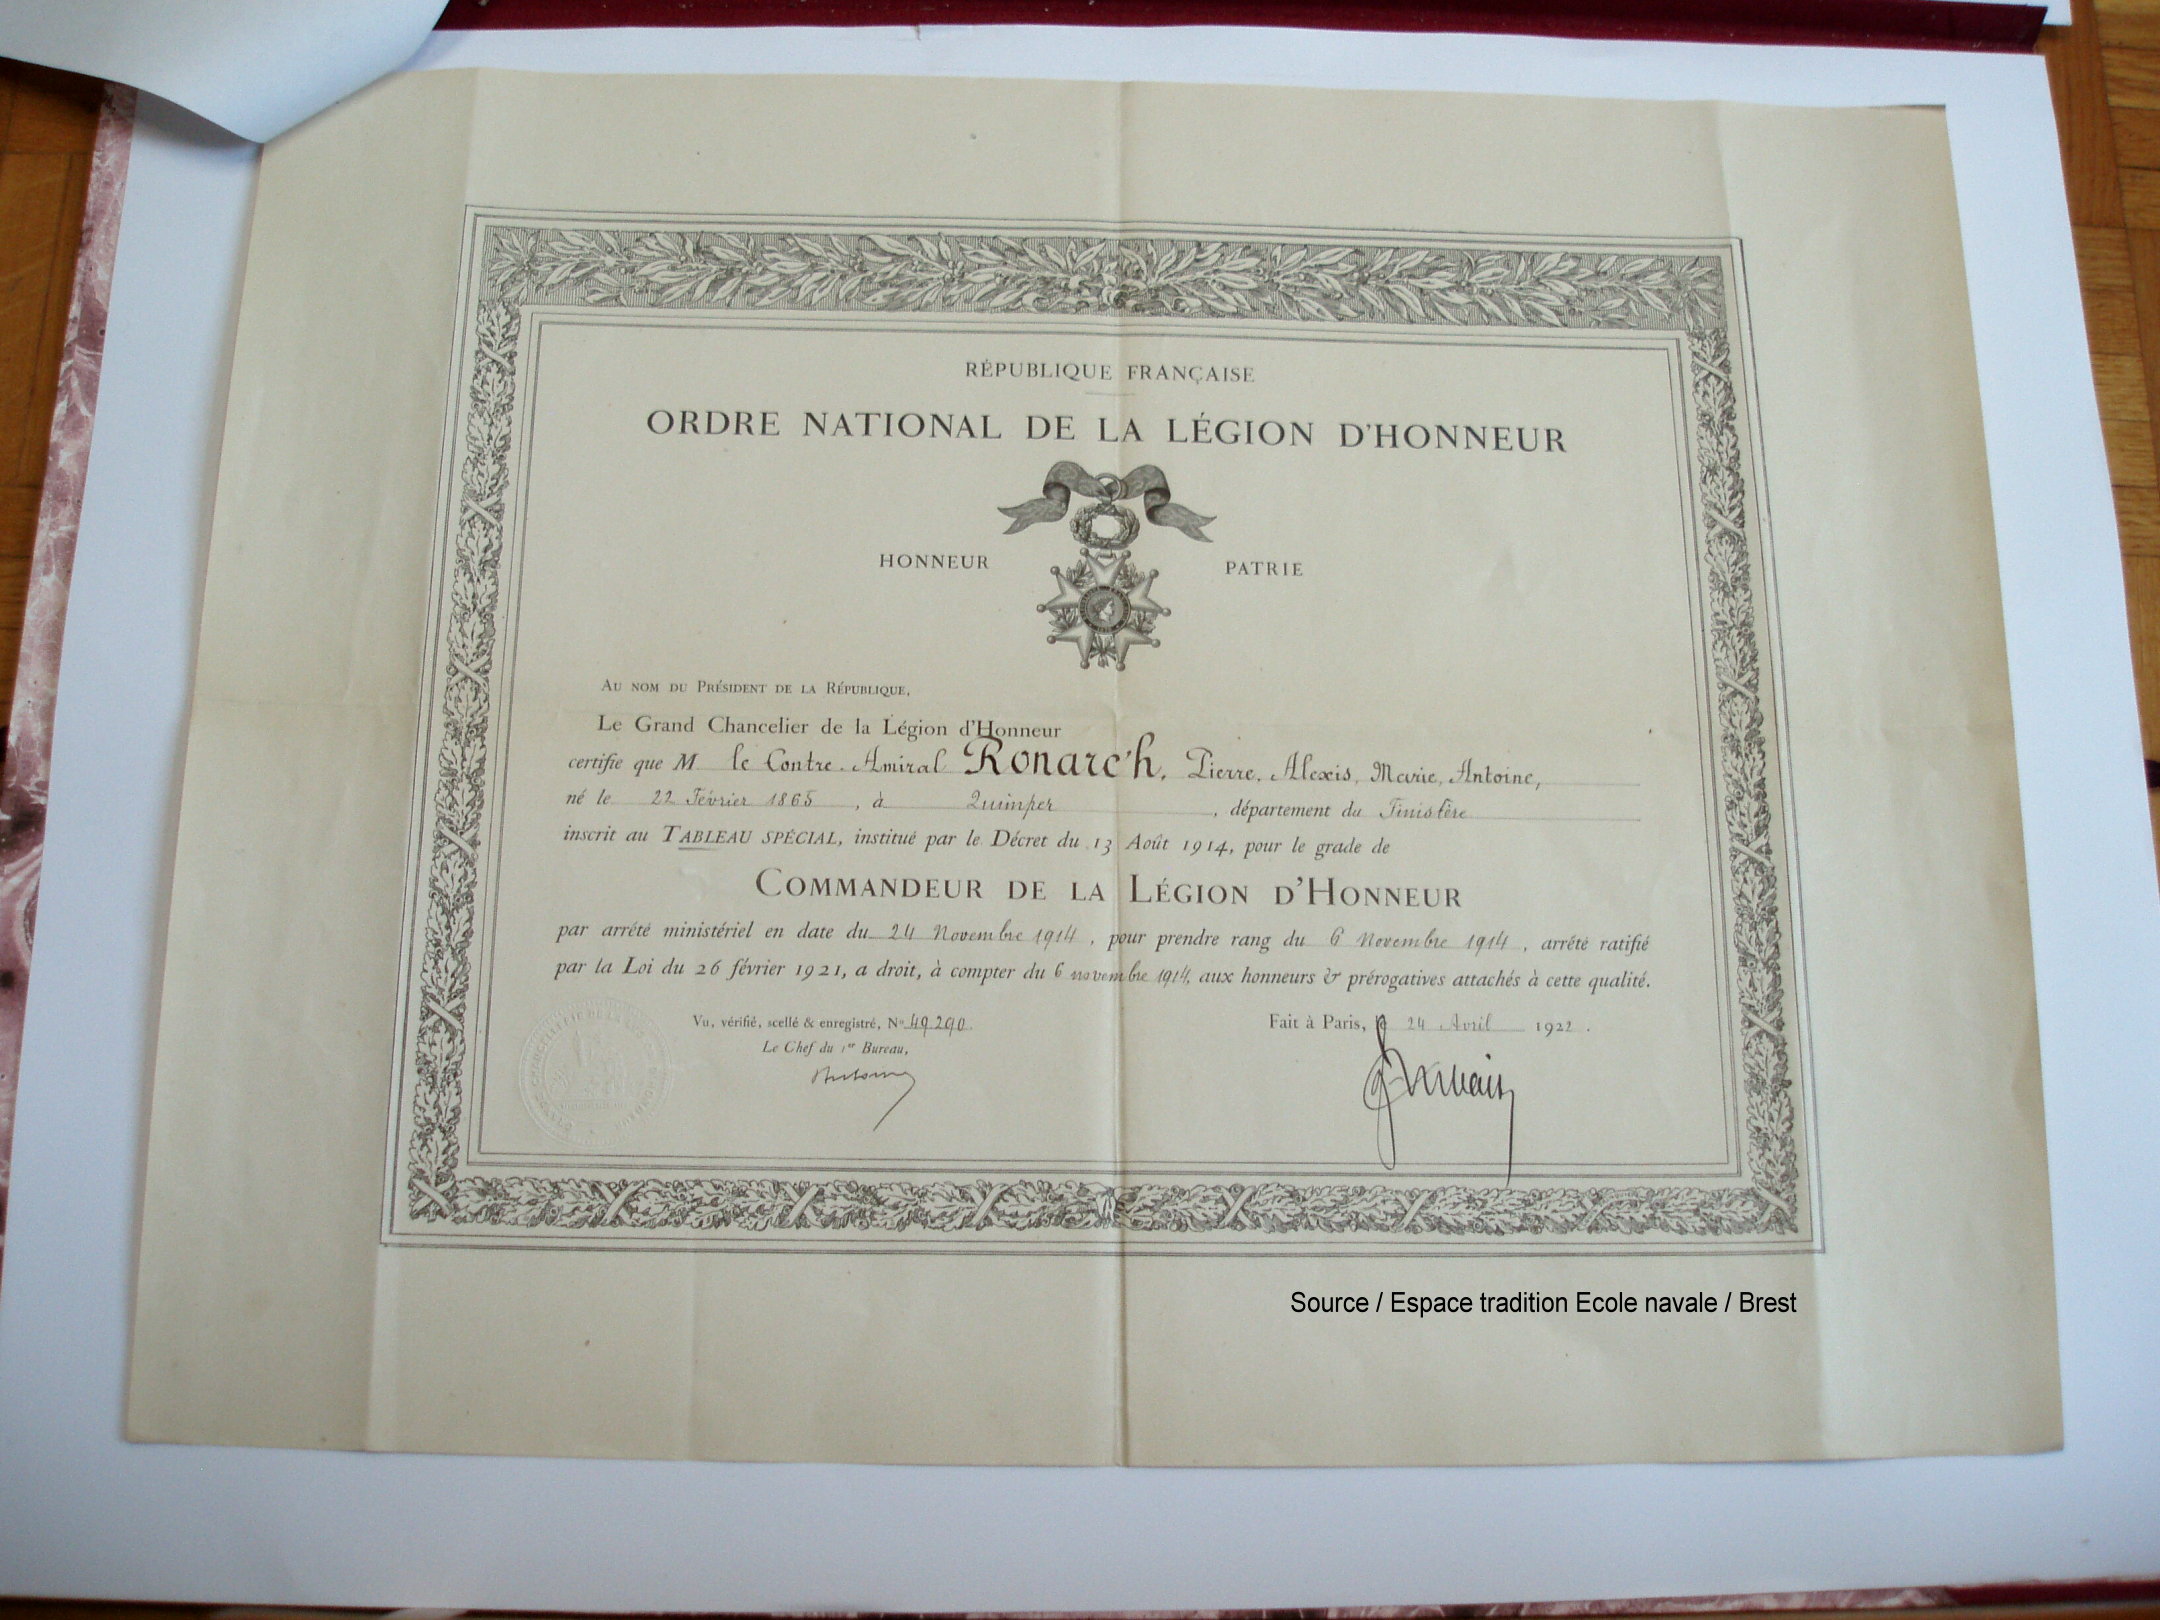 RÉPUBLIQUE FRANÇAISE
ORDRE NATIONAL DE LA LÉGION D'HONNEUR
HONNEUR PATRIE
AU NOM DU PRÉSIDENT DE LA RÉPUBLIQUE,
Le Grand Chancelier de la Légion d'Honneur
certifie que M le Contre-Amiral Ronarc'h, Pierre, Alexis, Marie, Antoine,
né le 22 Février 1865, à Quimper, département du Finistère
inscrit au TABLEAU SPÉCIAL, institué par le Décret du 13 Août 1914, pour le grade de
COMMANDEUR DE LA LÉGION D'HONNEUR
par arrêté ministériel en date du 24 Novembre 1914, pour prendre rang du 6 Novembre 1914, arrêté ratifié
par la Loi du 26 février 1921, a droit, à compter du 6 novembre 1914, aux honneurs & prérogatives attachés à cette qualité.
Vu, vérifié, scellé & enregistré, N° 49.290. Fait à Paris, le 24 Avril 1922.
Le Chef du 1er Bureau,
Source / Espace tradition Ecole navale / Brest